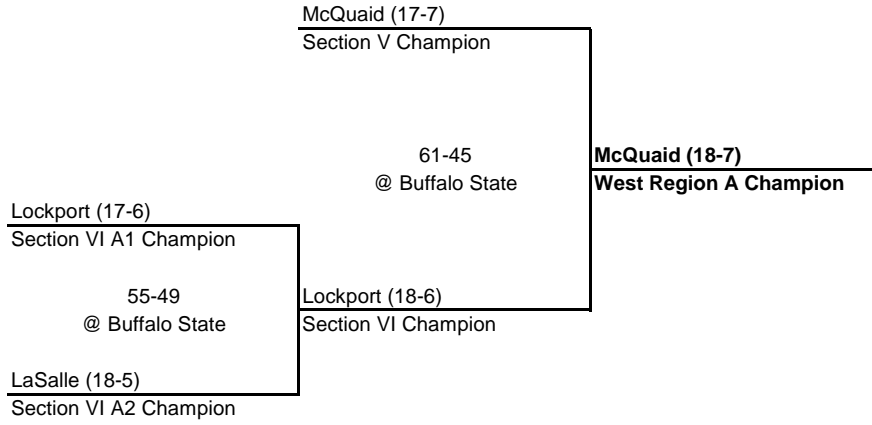 McQuaid (17-7)
Section V Champion
61-45
@ Buffalo State
McQuaid (18-7)
West Region A Champion
Lockport (17-6)
Section VI A1 Champion
55-49
@ Buffalo State
Lockport (18-6)
Section VI Champion
LaSalle (18-5)
Section VI A2 Champion